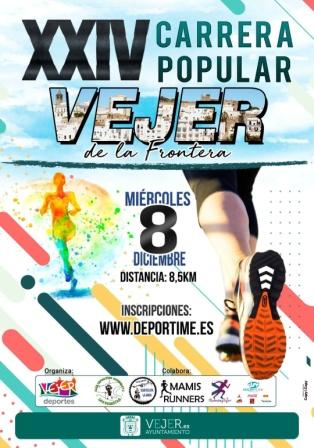 XXIV CARRERA
POPULAR
VEJER
de la Frontera
MIÉRCOLES
8
DICIEMBRE
DISTANCIA: 8,5KM
INSCRIPCIONES:
WWW.DEPORTIME.ES
Organiza:
Colabora:
VEJER
deportes
MAMIS
RUNNERS
VEJER.es
AYUNTAMIENTO